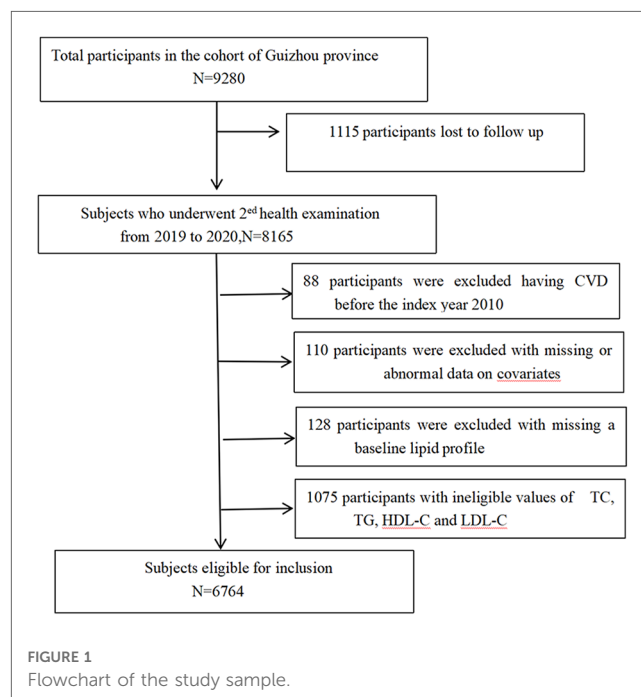 Total participants in the cohort of Guizhou province
N=9280
1115 participants lost to follow up
Subjects who underwent 2ed health examination
from 2019 to 2020,N=8165
88 participants were excluded having CVD
before the index year 2010
110 participants were excluded with missing or
abnormal data on covariates
128 participants were excluded with missing a
baseline lipid profile
1075 participants with ineligible values of TC,
TG, HDL-C and LDL-C
Subjects eligible for inclusion
N=6764
FIGURE 1
Flowchart of the study sample.